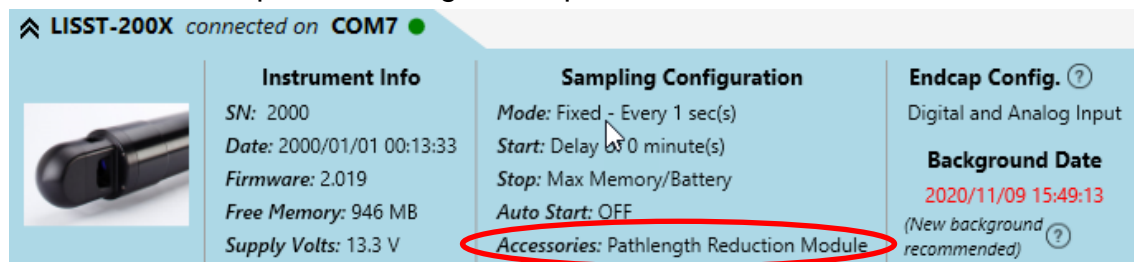 LISST-200X connected on COM7
Instrument Info
SN: 2000
Date: 2000/01/01 00:13:33
Firmware: 2.019
Free Memory: 946 MB
Supply Volts: 13.3 V
Sampling Configuration
Mode: Fixed - Every 1 sec(s)
Start: Delay of 0 minute(s)
Stop: Max Memory/Battery
Auto Start: OFF
Accessories: Pathlength Reduction Module
Endcap Config. ?
Digital and Analog Input
Background Date
2020/11/09 15:49:13
(New background
recommended) ?